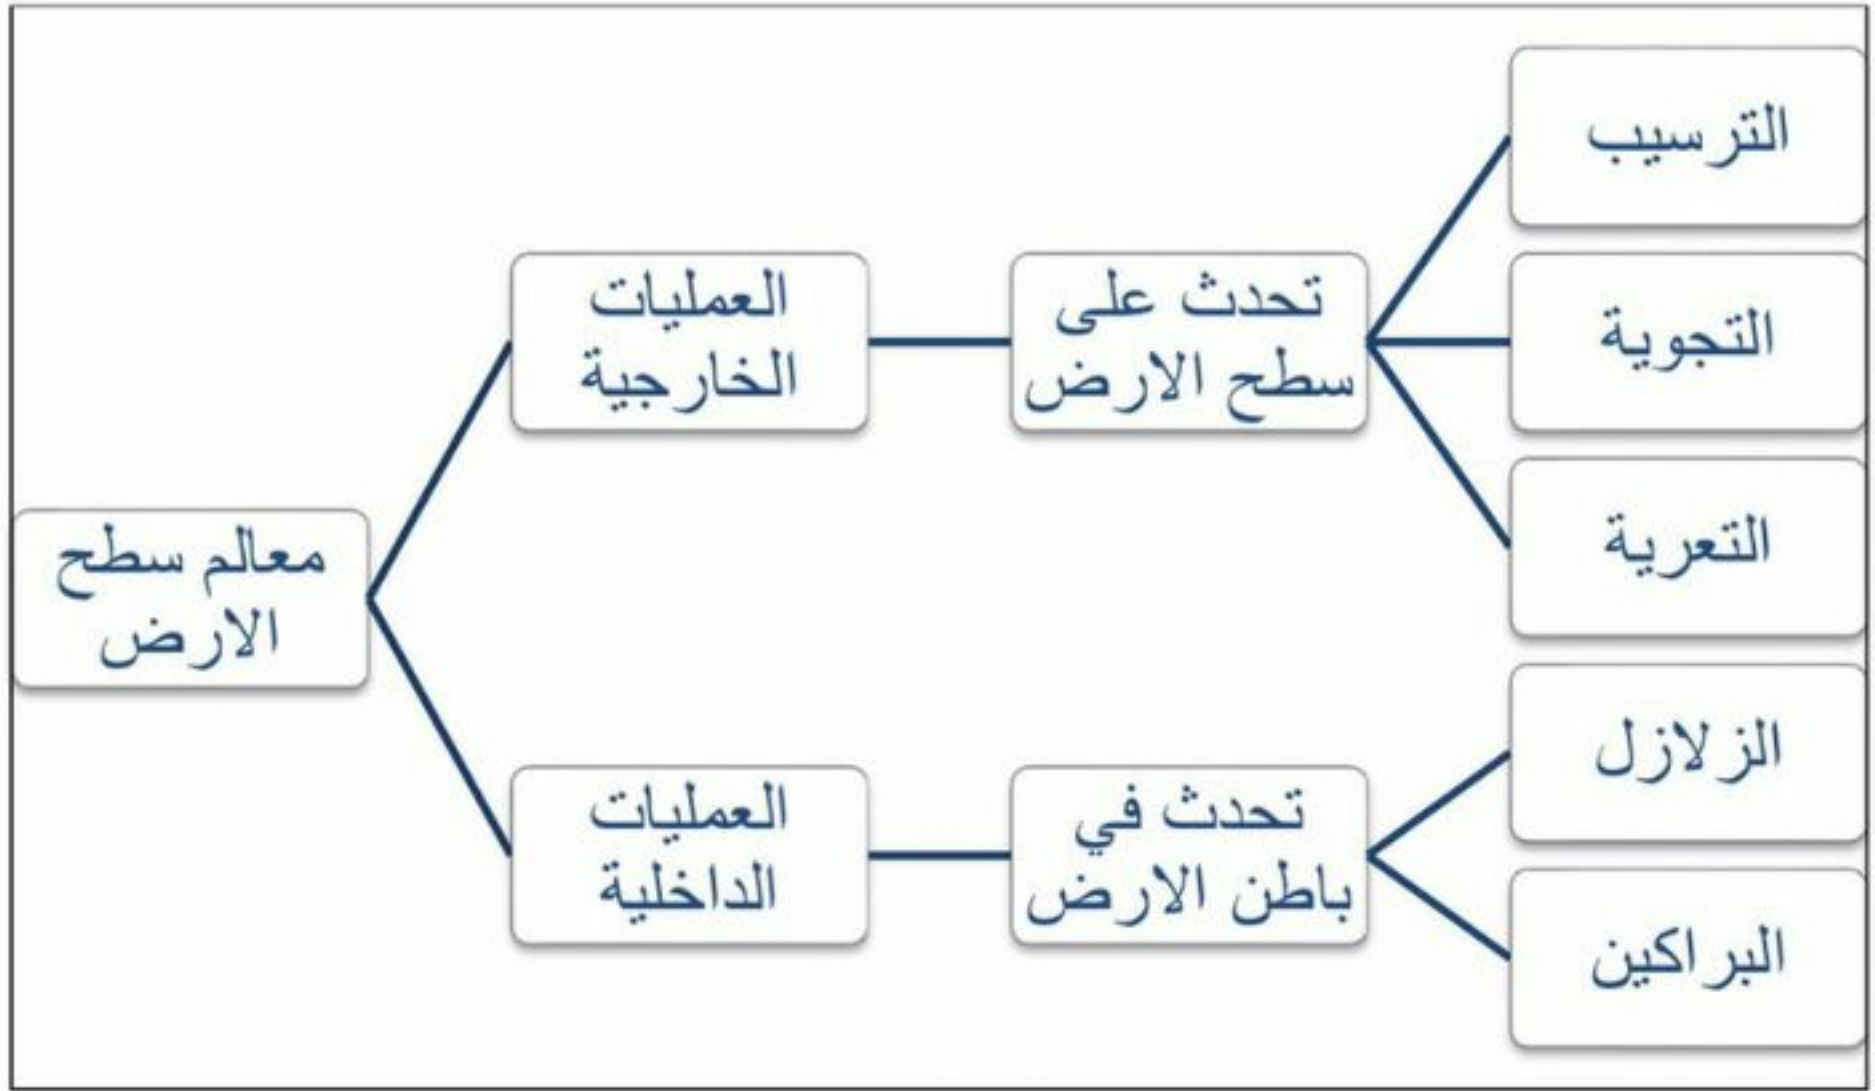 معالم سطح
الارض
العمليات
الخارجية
تحدث على
سطح الارض
الترسيب
التجوية
التعرية
العمليات
الداخلية
تحدث في
باطن الارض
الزلازل
البراكين